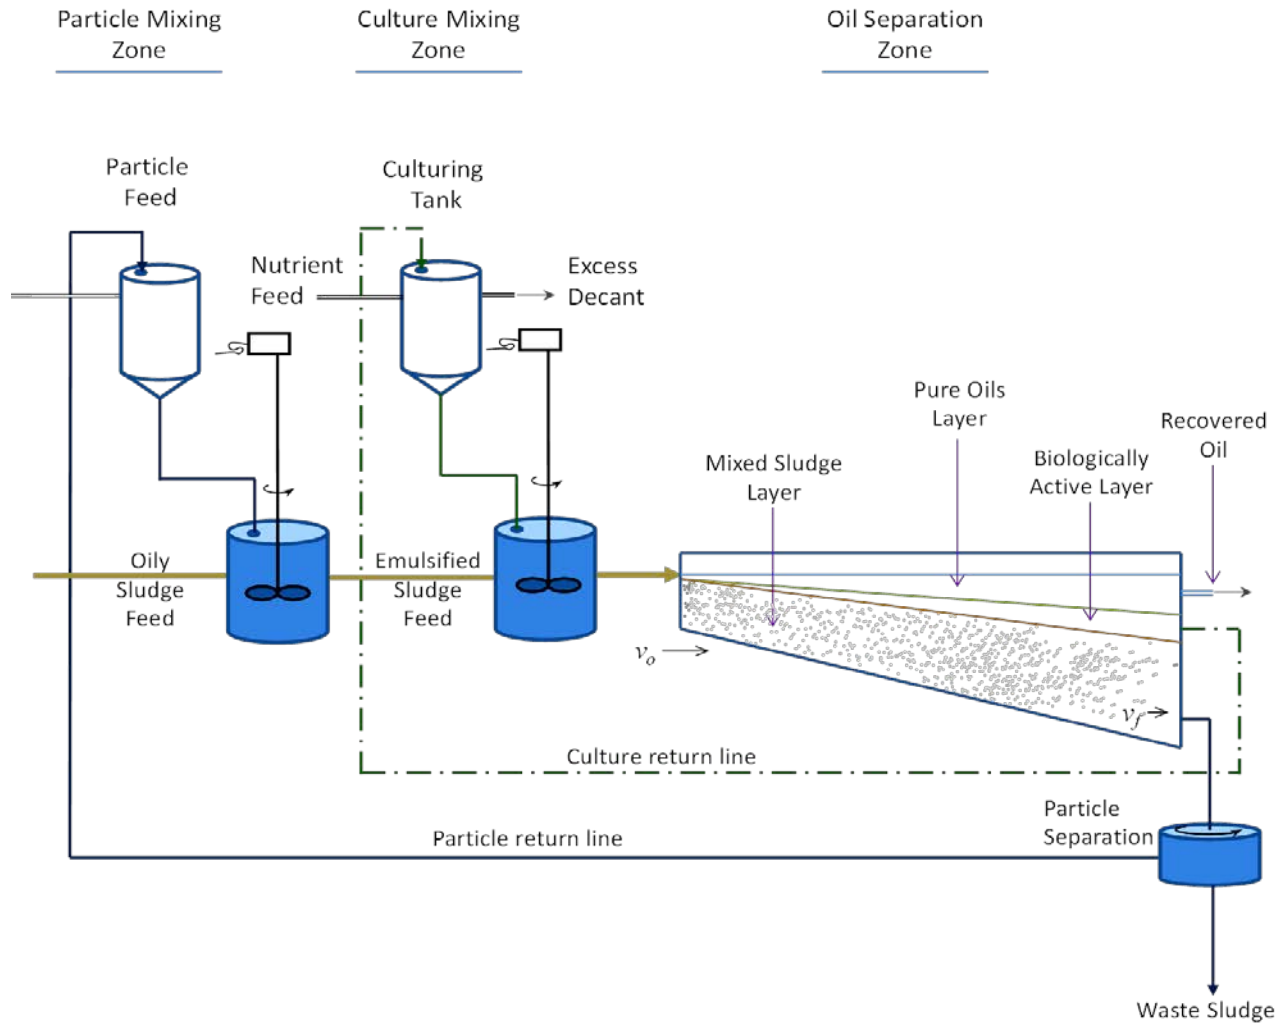 Particle Mixing
Zone
Culture Mixing
Zone
Oil Separation
Zone
Particle
Feed
Culturing
Tank
Nutrient
Feed
Excess
Decant
Pure Oils
Layer
Recovered
Oil
Mixed Sludge
Layer
Biologically
Active Layer
Oily
Sludge
Feed
Emulsified
Sludge
Feed
vo
vf
Culture return line
Particle
Separation
Particle return line
Waste Sludge